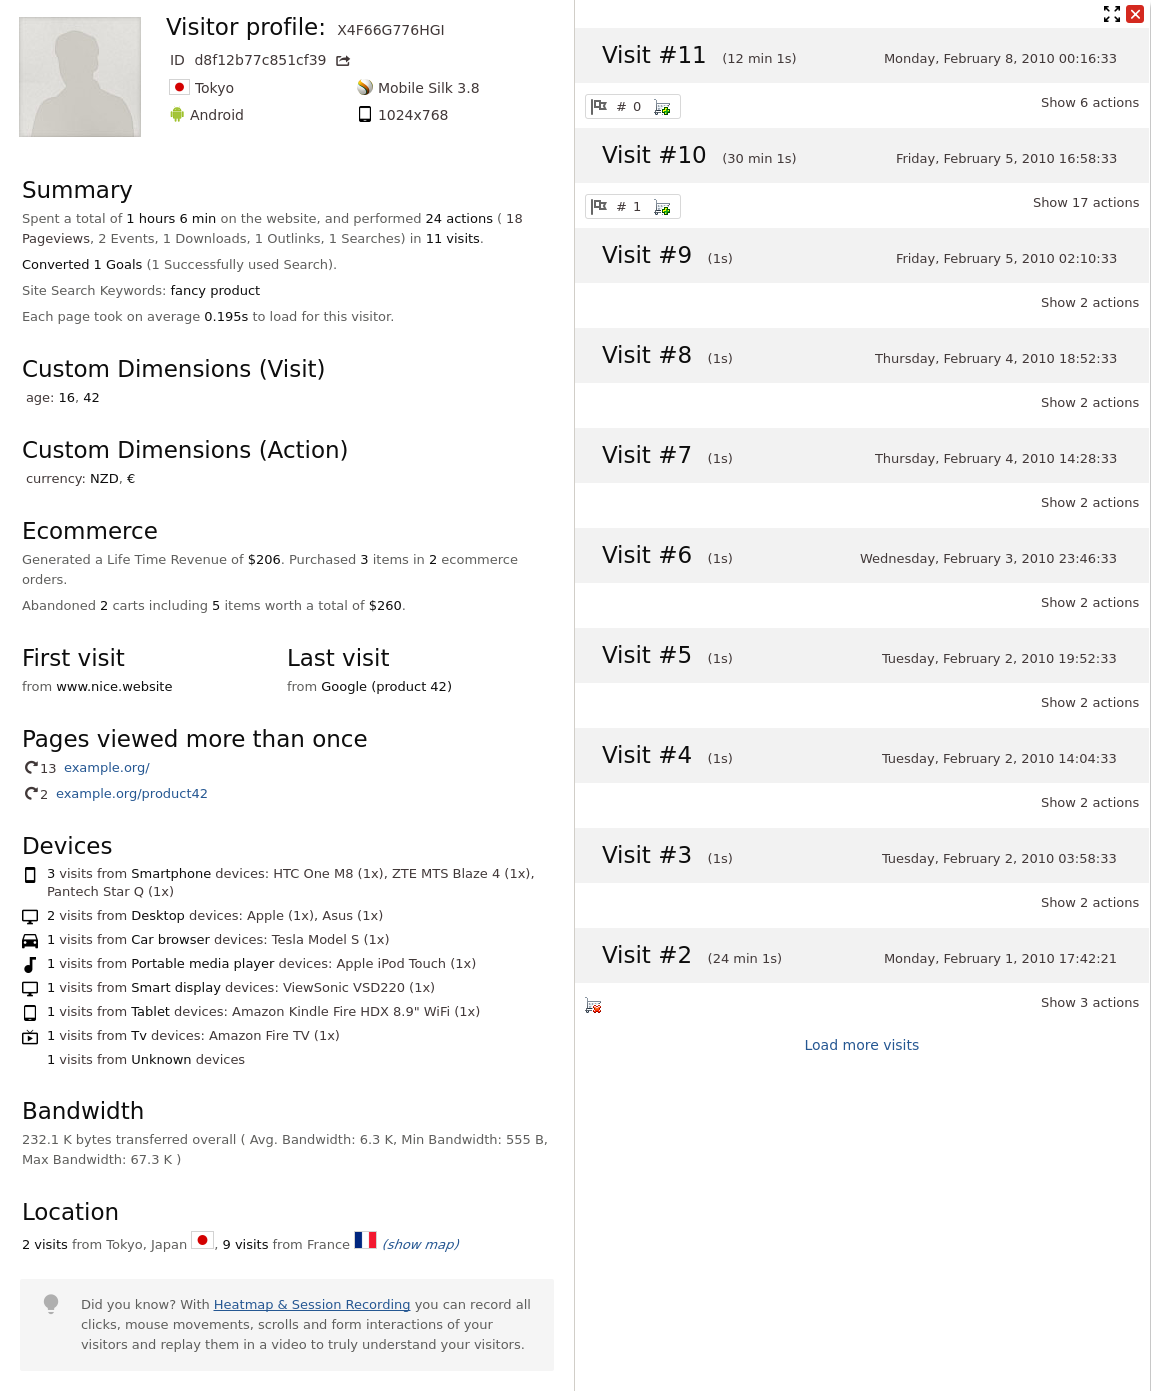 Visitor profile: X4F66G776HGI
ID d8f12b77c851cf39
Tokyo
Mobile Silk 3.8
Android
1024x768
Summary
Spent a total of 1 hours 6 min on the website, and performed 24 actions ( 18
Pageviews, 2 Events, 1 Downloads, 1 Outlinks, 1 Searches) in 11 visits.
Converted 1 Goals (1 Successfully used Search).
Site Search Keywords: fancy product
Each page took on average 0.195s to load for this visitor.
Custom Dimensions (Visit)
age: 16, 42
Custom Dimensions (Action)
currency: NZD, €
Ecommerce
Generated a Life Time Revenue of $206. Purchased 3 items in 2 ecommerce
orders.
Abandoned 2 carts including 5 items worth a total of $260.
First visit
from www.nice.website
Last visit
from Google (product 42)
Pages viewed more than once
13 example.org/
2 example.org/product42
Devices
3 visits from Smartphone devices: HTC One M8 (1x), ZTE MTS Blaze 4 (1x),
Pantech Star Q (1x)
2 visits from Desktop devices: Apple (1x), Asus (1x)
1 visits from Car browser devices: Tesla Model S (1x)
1 visits from Portable media player devices: Apple iPod Touch (1x)
1 visits from Smart display devices: ViewSonic VSD220 (1x)
1 visits from Tablet devices: Amazon Kindle Fire HDX 8.9" WiFi (1x)
1 visits from Tv devices: Amazon Fire TV (1x)
1 visits from Unknown devices
Bandwidth
232.1 K bytes transferred overall ( Avg. Bandwidth: 6.3 K, Min Bandwidth: 555 B,
Max Bandwidth: 67.3 K )
Location
2 visits from Tokyo, Japan , 9 visits from France (show map)
Did you know? With Heatmap & Session Recording you can record all
clicks, mouse movements, scrolls and form interactions of your
visitors and replay them in a video to truly understand your visitors.
Visit #11 (12 min 1s) Monday, February 8, 2010 00:16:33
# 0
Show 6 actions
Visit #10 (30 min 1s) Friday, February 5, 2010 16:58:33
# 1
Show 17 actions
Visit #9 (1s) Friday, February 5, 2010 02:10:33
Show 2 actions
Visit #8 (1s) Thursday, February 4, 2010 18:52:33
Show 2 actions
Visit #7 (1s) Thursday, February 4, 2010 14:28:33
Show 2 actions
Visit #6 (1s) Wednesday, February 3, 2010 23:46:33
Show 2 actions
Visit #5 (1s) Tuesday, February 2, 2010 19:52:33
Show 2 actions
Visit #4 (1s) Tuesday, February 2, 2010 14:04:33
Show 2 actions
Visit #3 (1s) Tuesday, February 2, 2010 03:58:33
Show 2 actions
Visit #2 (24 min 1s) Monday, February 1, 2010 17:42:21
Show 3 actions
Load more visits